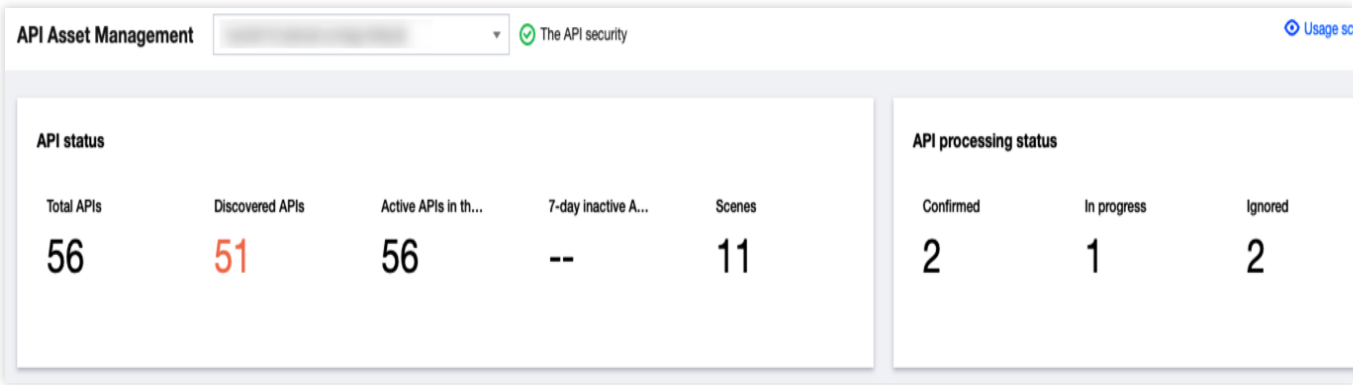 API Asset Management The API security Usage sc
API status
Total APIs Discovered APIs Active APIs in th... 7-day inactive A... Scenes
56 51 56 -- 11
API processing status
Confirmed In progress Ignored
2 1 2